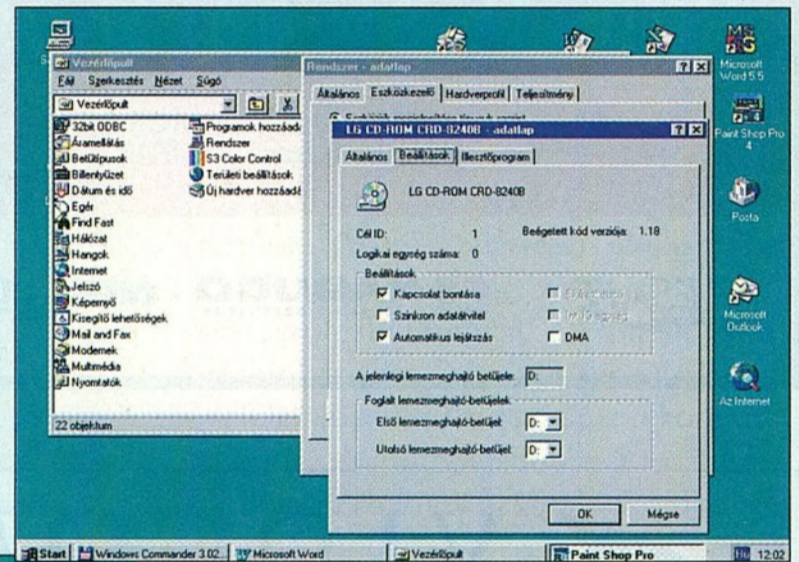 Vezérlőpult
Fájl Szerkesztés Nézet Súgó
Vezérlőpult
32bit ODBC
Áramellátás
Betűtípusok
Billentyűzet
Dátum és idő
Egér
Find Fast
Hálózat
Hangok
Internet
Jelszó
Képernyő
Kisegítő lehetőségek
Mail and Fax
Modemek
Multimédia
Nyomtatók
Programok hozzáadá
Rendszer
S3 Color Control
Területi beállítások
Új hardver hozzáadá
22 objektum
Rendszer - adatlap
Általános Eszközkezelő Hardverprofil Teljesítmény
LG CD-ROM CRD-8240B - adatlap
Általános Beállítások Illesztőprogram
LG CD-ROM CRD-8240B
Cél ID: 1 Beégetett kód verziója: 1.18
Logikai egység száma: 0
Beállítások
Kapcsolat bontása
Szinkron adatátvitel
Automatikus lejátszás
DMA
A jelenlegi lemezmeghajtó betűjele: D:
Foglalt lemezmeghajtó-betűjelek
Első lemezmeghajtó-betűjel: D:
Utolsó lemezmeghajtó-betűjel: D:
OK Mégse
Microsoft
Word 5.5
Paint Shop Pro
4
Posta
Microsoft
Outlook
Az Internet
Start Windows Commander 3.02 Microsoft Word Vezérlőpult Paint Shop Pro Hu 12:02